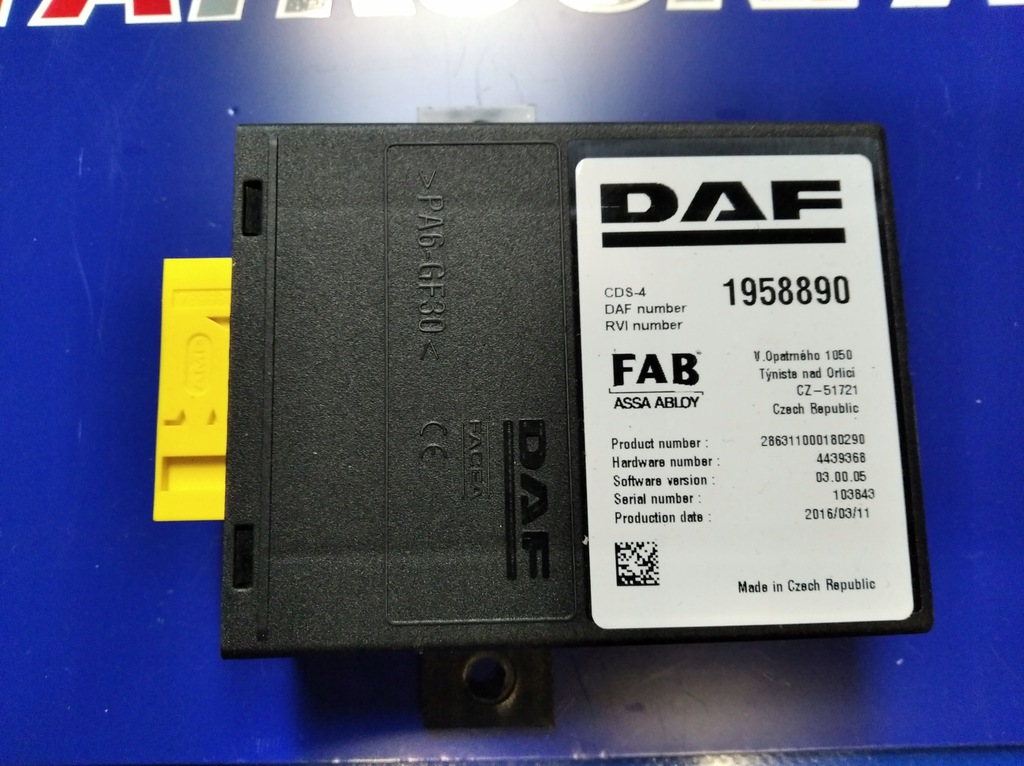 >PA6-GF30<
CE
FACEA
DAF
DAF
CDS-4
DAF number 1958890
RVI number
FAB
ASSA ABLOY
V.Opatrného 1050
Týniste nad Orlici
CZ-51721
Czech Republic
Product number : 286311000180290
Hardware number : 4439368
Software version : 03.00.05
Serial number : 103843
Production date : 2016/03/11
Made in Czech Republic